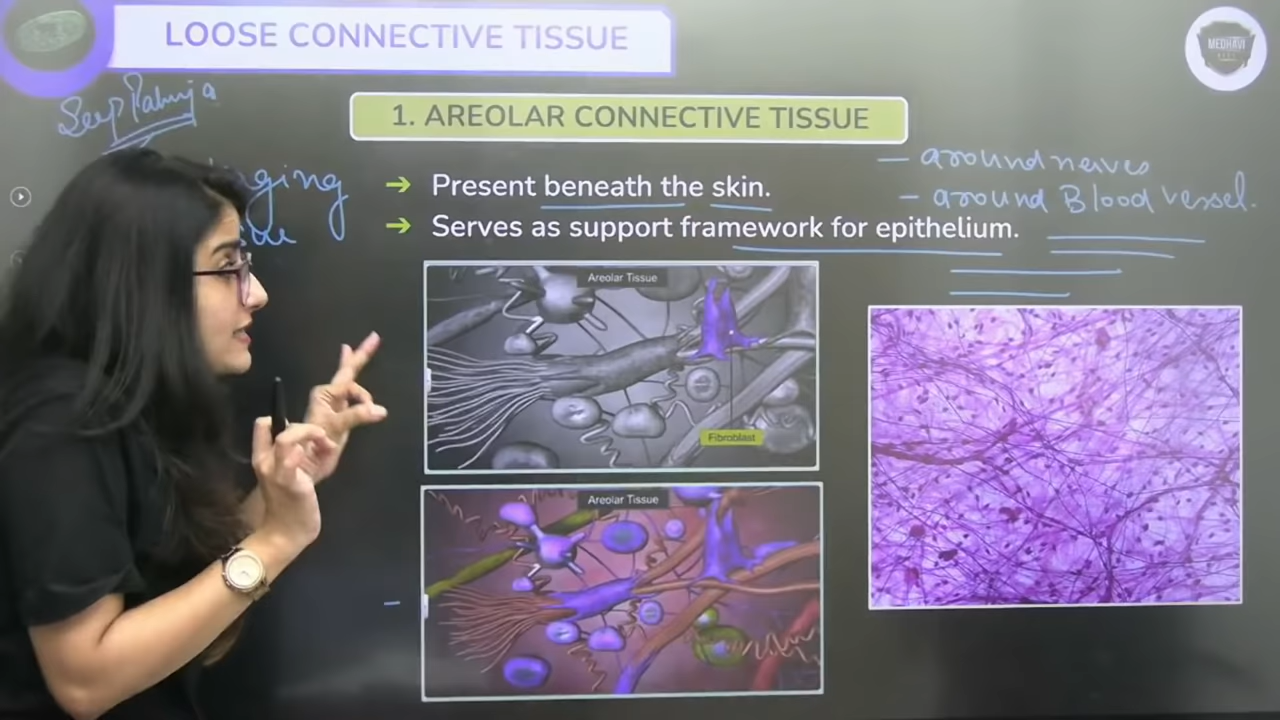 LOOSE CONNECTIVE TISSUE
MEDHAVI
1. AREOLAR CONNECTIVE TISSUE
— around nerves
— around Blood vessel.
→ Present beneath the skin.
→ Serves as support framework for epithelium.
Areolar Tissue
Fibroblast
Areolar Tissue